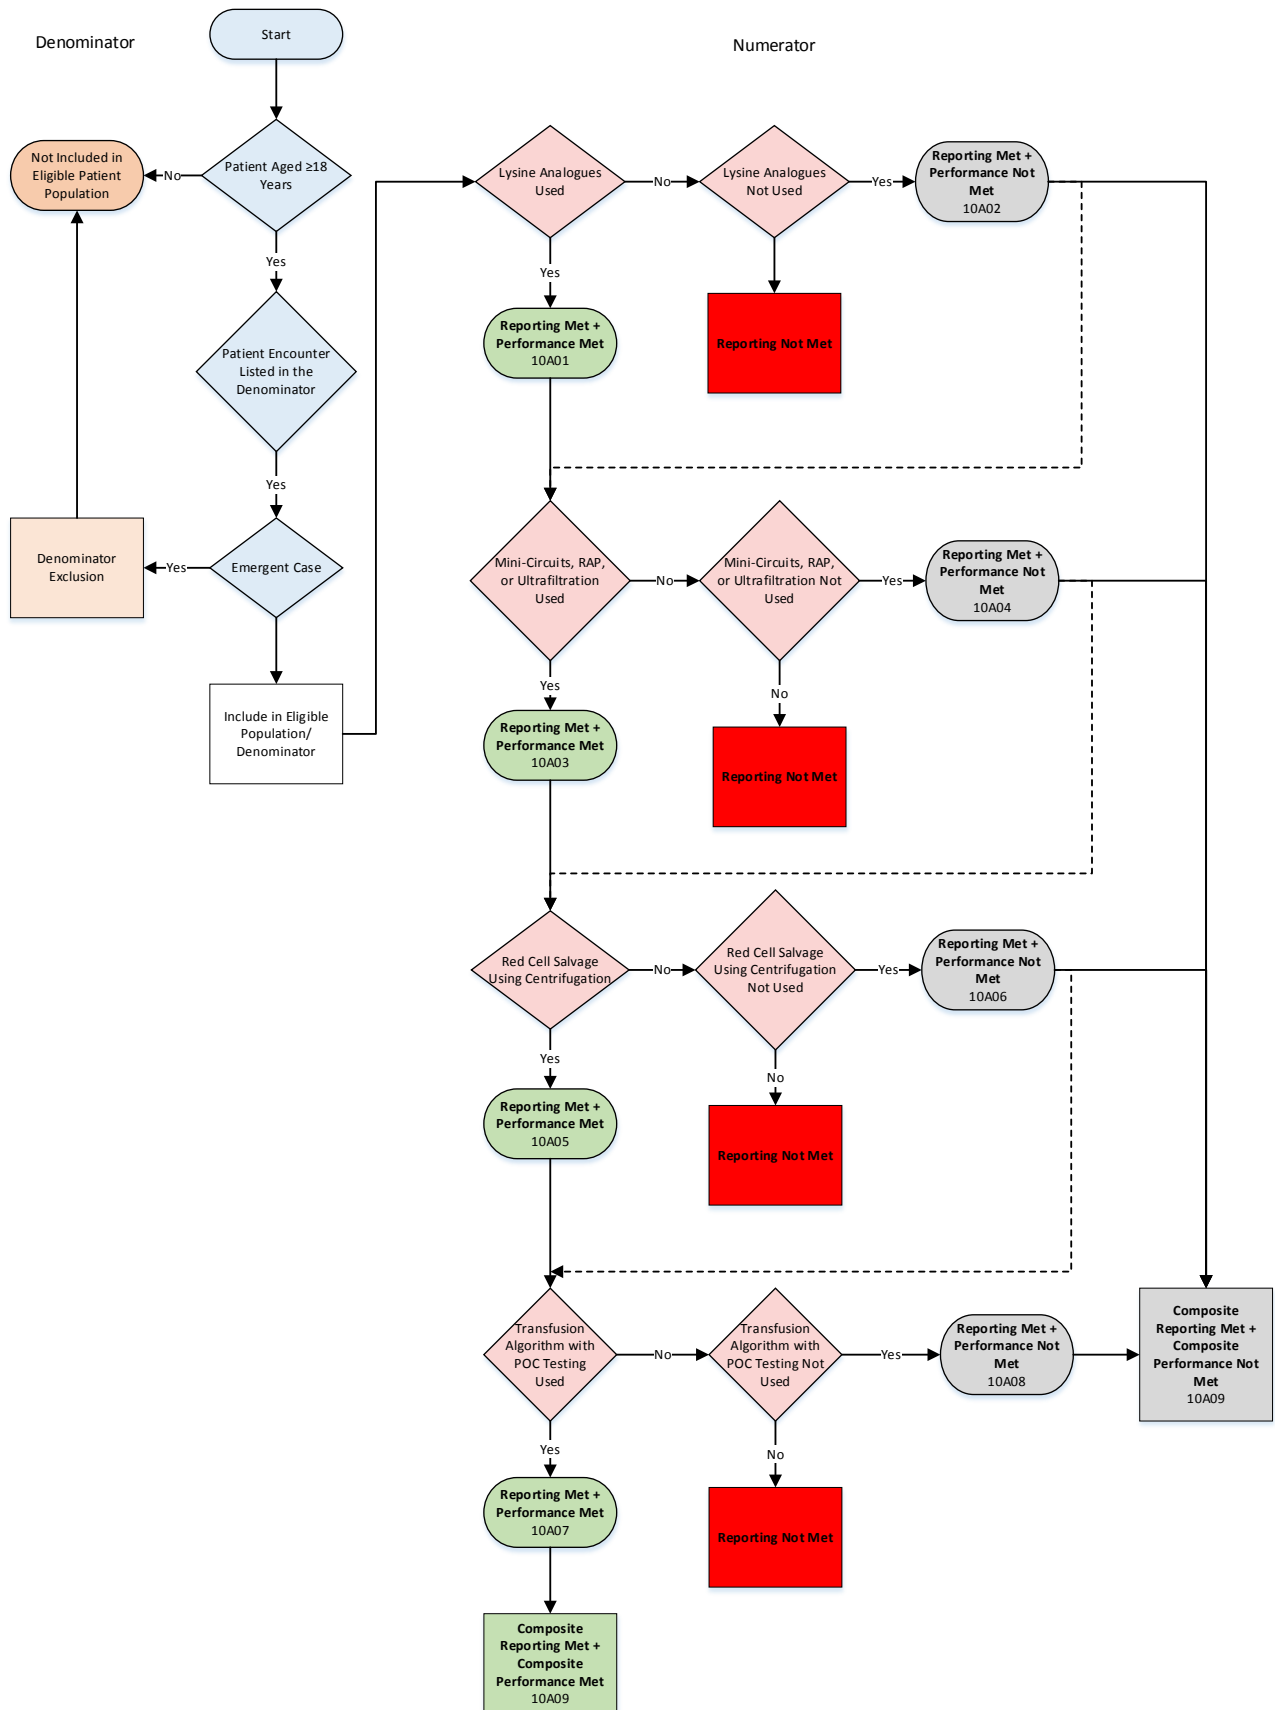 Denominator
Start
Numerator
Patient Aged ≥18
Years
No
Not Included in
Eligible Patient
Population
Yes
Patient Encounter
Listed in the
Denominator
Yes
Emergent Case
Yes
Denominator
Exclusion
Include in Eligible
Population/
Denominator
Lysine Analogues
Used
No
Lysine Analogues
Not Used
Yes
Reporting Met +
Performance Not
Met
10A02
Yes
Reporting Met +
Performance Met
10A01
Reporting Not Met
Mini-Circuits, RAP,
or Ultrafiltration
Used
No
Mini-Circuits, RAP,
or Ultrafiltration Not
Used
Yes
Reporting Met +
Performance Not
Met
10A04
Yes
Reporting Met +
Performance Met
10A03
No
Reporting Not Met
Red Cell Salvage
Using Centrifugation
No
Red Cell Salvage
Using Centrifugation
Not Used
Yes
Reporting Met +
Performance Not
Met
10A06
Yes
Reporting Met +
Performance Met
10A05
No
Reporting Not Met
Transfusion
Algorithm with
POC Testing
Used
No
Transfusion
Algorithm with
POC Testing Not
Used
Yes
Reporting Met +
Performance Not
Met
10A08
Composite
Reporting Met +
Composite
Performance Not
Met
10A09
Yes
Reporting Met +
Performance Met
10A07
No
Reporting Not Met
Composite
Reporting Met +
Composite
Performance Met
10A09